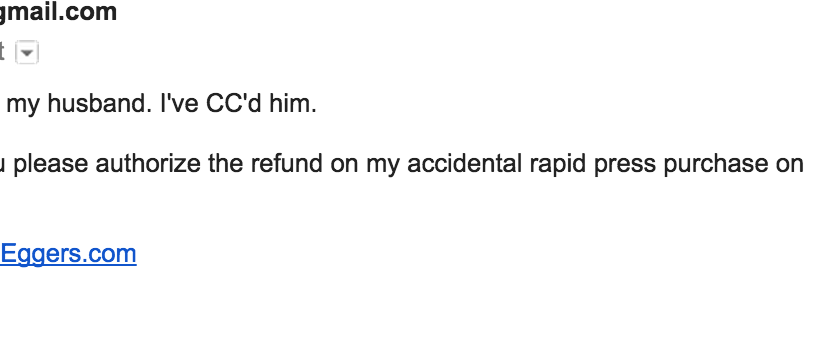 gmail.com
t
my husband. I've CC'd him.
u please authorize the refund on my accidental rapid press purchase on
Eggers.com